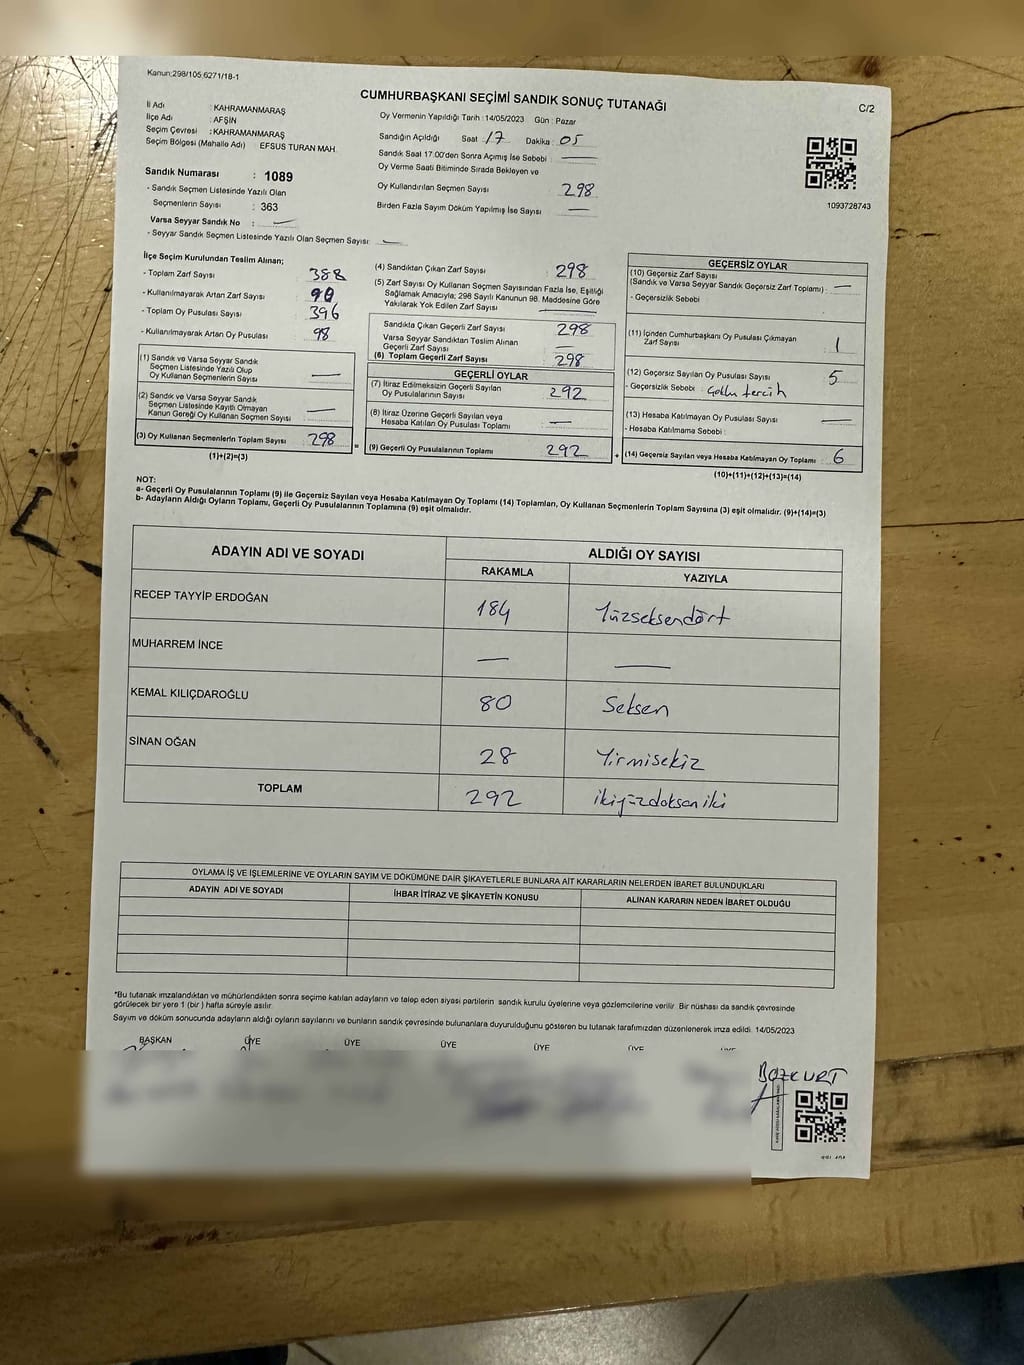 Kanun:298/105,6271/18-1
CUMHURBAŞKANI SEÇİMİ SANDIK SONUÇ TUTANAĞI
C/2
İl Adı : KAHRAMANMARAŞ
İlçe Adı : AFŞİN
Seçim Çevresi : KAHRAMANMARAŞ
Seçim Bölgesi (Mahalle Adı) : EFSUS TURAN MAH.
Sandık Numarası : 1089
- Sandık Seçmen Listesinde Yazılı Olan
Seçmenlerin Sayısı : 363
Varsa Seyyar Sandık No : —
- Seyyar Sandık Seçmen Listesinde Yazılı Olan Seçmen Sayısı: —
Oy Vermenin Yapıldığı Tarih : 14/05/2023 Gün : Pazar
Sandığın Açıldığı Saat : 17 Dakika : 05
Sandık Saat 17.00'den Sonra Açımış İse Sebebi : —
Oy Verme Saati Bitiminde Sırada Bekleyen ve
Oy Kullandırılan Seçmen Sayısı : 298
Birden Fazla Sayım Döküm Yapılmış İse Sayısı : —
1093728743
İlçe Seçim Kurulundan Teslim Alınan;
- Toplam Zarf Sayısı : 388
- Kullanılmayarak Artan Zarf Sayısı : 90
- Toplam Oy Pusulası Sayısı : 396
- Kullanılmayarak Artan Oy Pusulası : 98
(1) Sandık ve Varsa Seyyar Sandık
Seçmen Listesinde Yazılı Olup
Oy Kullanan Seçmenlerin Sayısı : —
(2) Sandık ve Varsa Seyyar Sandık
Seçmen Listesinde Kayıtlı Olmayan
Kanun Gereği Oy Kullanan Seçmen Sayısı : —
(3) Oy Kullanan Seçmenlerin Toplam Sayısı : 298
(1)+(2)=(3)
(4) Sandıktan Çıkan Zarf Sayısı : 298
(5) Zarf Sayısı Oy Kullanan Seçmen Sayısından Fazla İse, Eşitliği
Sağlamak Amacıyla; 298 Sayılı Kanunun 98. Maddesine Göre
Yakılarak Yok Edilen Zarf Sayısı : —
Sandıkla Çıkan Geçerli Zarf Sayısı : 298
Varsa Seyyar Sandıktan Teslim Alınan
Geçerli Zarf Sayısı : —
(6) Toplam Geçerli Zarf Sayısı : 298
GEÇERLİ OYLAR
(7) İtiraz Edilmeksizin Geçerli Sayılan
Oy Pusulalarının Sayısı : 292
(8) İtiraz Üzerine Geçerli Sayılan veya
Hesaba Katılan Oy Pusulası Toplamı : —
= (9) Geçerli Oy Pusulalarının Toplamı : 292
GEÇERSİZ OYLAR
(10) Geçersiz Zarf Sayısı
(Sandık ve Varsa Seyyar Sandık Geçersiz Zarf Toplamı) : —
- Geçersizlik Sebebi :
(11) İçinden Cumhurbaşkanı Oy Pusulası Çıkmayan
Zarf Sayısı : 1
(12) Geçersiz Sayılan Oy Pusulası Sayısı : 5
- Geçersizlik Sebebi : tercih
(13) Hesaba Katılmayan Oy Pusulası Sayısı : —
- Hesaba Katılmama Sebebi :
+ (14) Geçersiz Sayılan veya Hesaba Katılmayan Oy Toplamı : 6
(10)+(11)+(12)+(13)=(14)
NOT:
a- Geçerli Oy Pusulalarının Toplamı (9) ile Geçersiz Sayılan veya Hesaba Katılmayan Oy Toplamı (14) Toplamları, Oy Kullanan Seçmenlerin Toplam Sayısına (3) eşit olmalıdır. (9)+(14)=(3)
b- Adayların Aldığı Oyların Toplamı, Geçerli Oy Pusulalarının Toplamına (9) eşit olmalıdır.
ADAYIN ADI VE SOYADI ALDIĞI OY SAYISI
RAKAMLA YAZIYLA
RECEP TAYYİP ERDOĞAN 184 Yüzseksendört
MUHARREM İNCE — —
KEMAL KILIÇDAROĞLU 80 Seksen
SİNAN OĞAN 28 Yirmisekiz
TOPLAM 292 ikiyüzdoksaniki
OYLAMA İŞ VE İŞLEMLERİNE VE OYLARIN SAYIM VE DÖKÜMÜNE DAİR ŞİKAYETLERLE BUNLARA AİT KARARLARIN NELERDEN İBARET BULUNDUKLARI
ADAYIN ADI VE SOYADI İHBAR İTİRAZ VE ŞİKAYETİN KONUSU ALINAN KARARIN NEDEN İBARET OLDUĞU
*Bu tutanak imzalandıktan ve mühürlendikten sonra seçime katılan adayların ve talep eden siyasi partilerin sandık kurulu üyelerine veya gözlemcilerine verilir. Bir nüshası da sandık çevresinde
görülecek bir yere 1 (bir ) hafta süreyle asılır.
Sayım ve döküm sonucunda adayların aldığı oyların sayılarını ve bunların sandık çevresinde bulunanlara duyurulduğunu gösteren bu tutanak tarafımızdan düzenlenerek imza edildi. 14/05/2023
BAŞKAN ÜYE ÜYE ÜYE ÜYE ÜYE ÜYE
BOZKURT